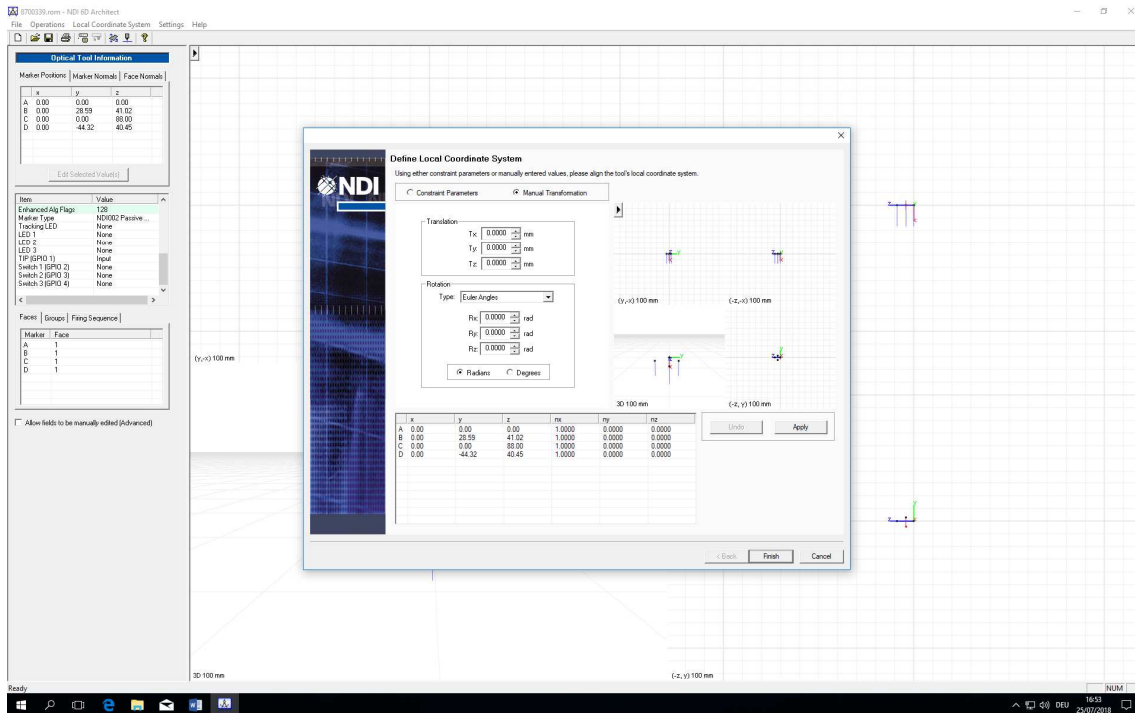 8700339.rom - NDI 6D Architect
File Operations Local Coordinate System Settings Help
Optical Tool Information
Marker Positions Marker Normals Face Normals
x y z
A 0.00 0.00 0.00
B 0.00 28.59 41.02
C 0.00 0.00 88.00
D 0.00 -44.32 40.45
Edit Selected Value(s)
Item Value
Enhanced Alg Flags 128
Marker Type NDI002 Passive ...
Tracking LED None
LED 1 None
LED 2 None
LED 3 None
TIP (GPIO 1) Input
Switch 1 (GPIO 2) None
Switch 2 (GPIO 3) None
Switch 3 (GPIO 4) None
Faces Groups Firing Sequence
Marker Face
A 1
B 1
C 1
D 1
Allow fields to be manually edited (Advanced)
(y,-x) 100 mm
3D 100 mm
(-z, y) 100 mm
NDI
Define Local Coordinate System
Using either constraint parameters or manually entered values, please align the tool's local coordinate system.
Constraint Parameters Manual Transformation
Translation
Tx: 0.0000 mm
Ty: 0.0000 mm
Tz: 0.0000 mm
Rotation
Type: Euler Angles
Rx: 0.0000 rad
Ry: 0.0000 rad
Rz: 0.0000 rad
Radians Degrees
(y,-x) 100 mm (-z,-x) 100 mm
3D 100 mm (-z, y) 100 mm
x y z nx ny nz
A 0.00 0.00 0.00 1.0000 0.0000 0.0000
B 0.00 28.59 41.02 1.0000 0.0000 0.0000
C 0.00 0.00 88.00 1.0000 0.0000 0.0000
D 0.00 -44.32 40.45 1.0000 0.0000 0.0000
Undo Apply
< Back Finish Cancel
Ready NUM
DEU
16:53
25/07/2018